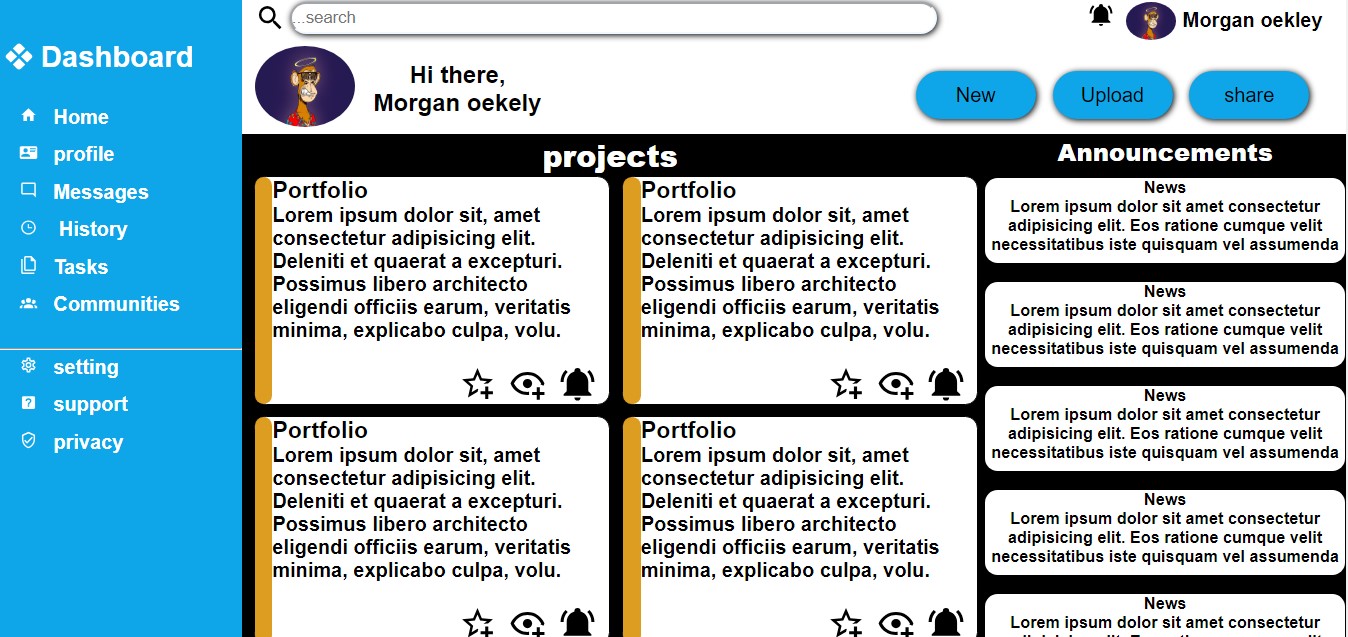 ...search
Morgan oekley
Dashboard
Home
profile
Messages
History
Tasks
Communities
setting
support
privacy
Hi there,
Morgan oekely
New
Upload
share
projects
Portfolio
Lorem ipsum dolor sit, amet
consectetur adipisicing elit.
Deleniti et quaerat a excepturi.
Possimus libero architecto
eligendi officiis earum, veritatis
minima, explicabo culpa, volu.
Portfolio
Lorem ipsum dolor sit, amet
consectetur adipisicing elit.
Deleniti et quaerat a excepturi.
Possimus libero architecto
eligendi officiis earum, veritatis
minima, explicabo culpa, volu.
Portfolio
Lorem ipsum dolor sit, amet
consectetur adipisicing elit.
Deleniti et quaerat a excepturi.
Possimus libero architecto
eligendi officiis earum, veritatis
minima, explicabo culpa, volu.
Portfolio
Lorem ipsum dolor sit, amet
consectetur adipisicing elit.
Deleniti et quaerat a excepturi.
Possimus libero architecto
eligendi officiis earum, veritatis
minima, explicabo culpa, volu.
Announcements
News
Lorem ipsum dolor sit amet consectetur
adipisicing elit. Eos ratione cumque velit
necessitatibus iste quisquam vel assumenda
News
Lorem ipsum dolor sit amet consectetur
adipisicing elit. Eos ratione cumque velit
necessitatibus iste quisquam vel assumenda
News
Lorem ipsum dolor sit amet consectetur
adipisicing elit. Eos ratione cumque velit
necessitatibus iste quisquam vel assumenda
News
Lorem ipsum dolor sit amet consectetur
adipisicing elit. Eos ratione cumque velit
necessitatibus iste quisquam vel assumenda
News
Lorem ipsum dolor sit amet consectetur